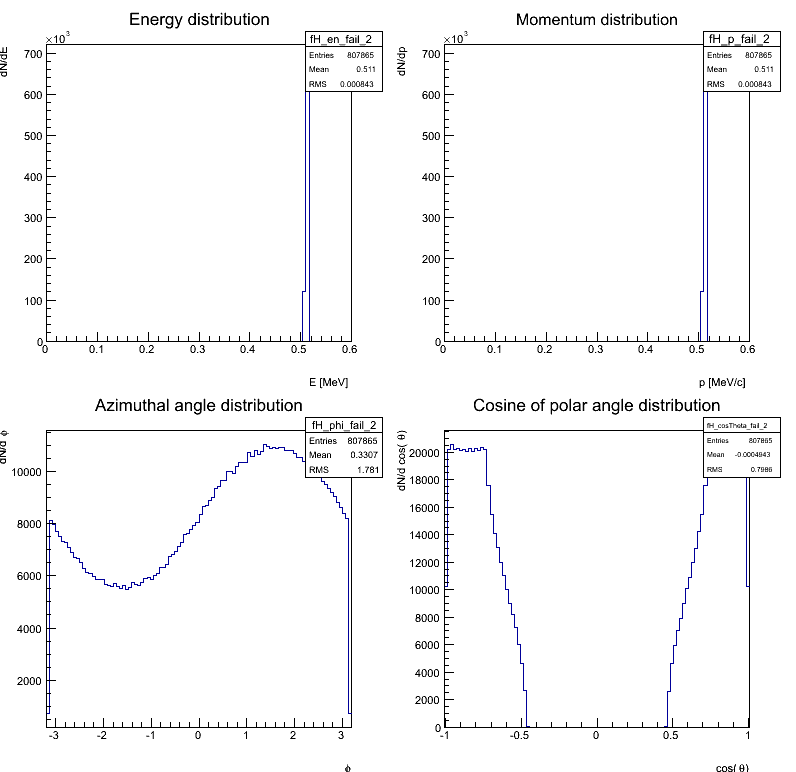 Energy distribution
×10³
dN/dE
700
600
500
400
300
200
100
0
0 0.1 0.2 0.3 0.4 0.5 0.6
E [MeV]
fH_en_fail_2
Entries 807865
Mean 0.511
RMS 0.000843
Momentum distribution
×10³
dN/dp
700
600
500
400
300
200
100
0
0 0.1 0.2 0.3 0.4 0.5 0.6
p [MeV/c]
fH_p_fail_2
Entries 807865
Mean 0.511
RMS 0.000843
Azimuthal angle distribution
dN/d ϕ
10000
8000
6000
4000
2000
-3 -2 -1 0 1 2 3
ϕ
fH_phi_fail_2
Entries 807865
Mean 0.3307
RMS 1.781
Cosine of polar angle distribution
dN/d cos( θ)
20000
18000
16000
14000
12000
10000
8000
6000
4000
2000
0
-1 -0.5 0 0.5 1
cos( θ)
fH_cosTheta_fail_2
Entries 807865
Mean -0.0004943
RMS 0.7986